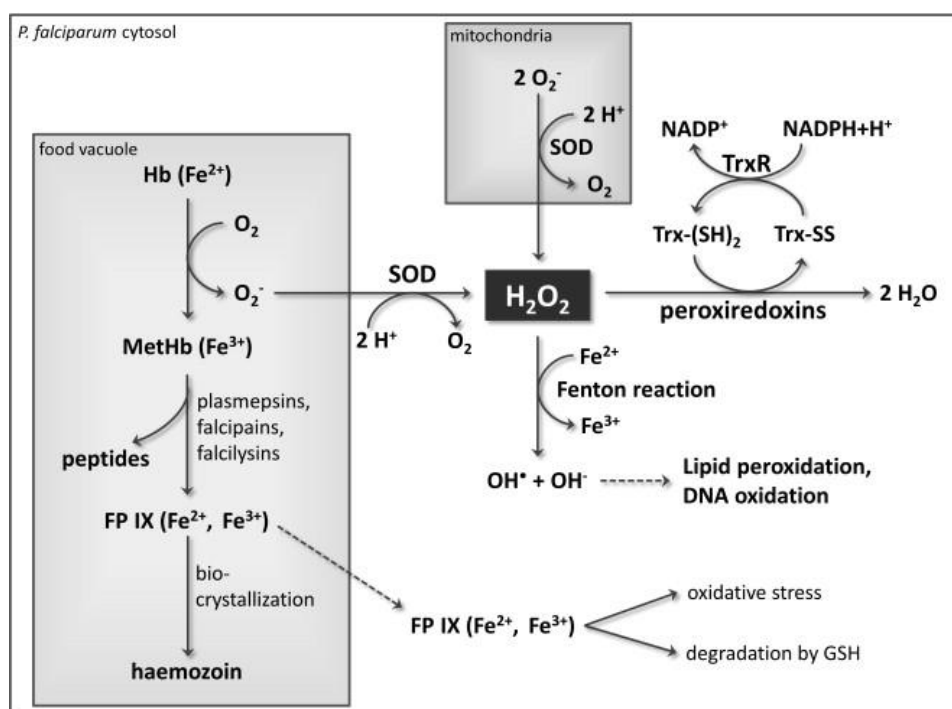 P. falciparum cytosol
mitochondria
2 O₂⁻
2 H⁺
SOD
O₂
NADP⁺
NADPH+H⁺
TrxR
Trx-(SH)₂
Trx-SS
food vacuole
Hb (Fe²⁺)
O₂
O₂⁻
SOD
2 H⁺
O₂
H₂O₂
peroxiredoxins
2 H₂O
MetHb (Fe³⁺)
plasmepsins,
falcipains,
falcilysins
peptides
Fe²⁺
Fenton reaction
Fe³⁺
OH• + OH⁻
Lipid peroxidation,
DNA oxidation
FP IX (Fe²⁺, Fe³⁺)
bio-
crystallization
haemozoin
FP IX (Fe²⁺, Fe³⁺)
oxidative stress
degradation by GSH